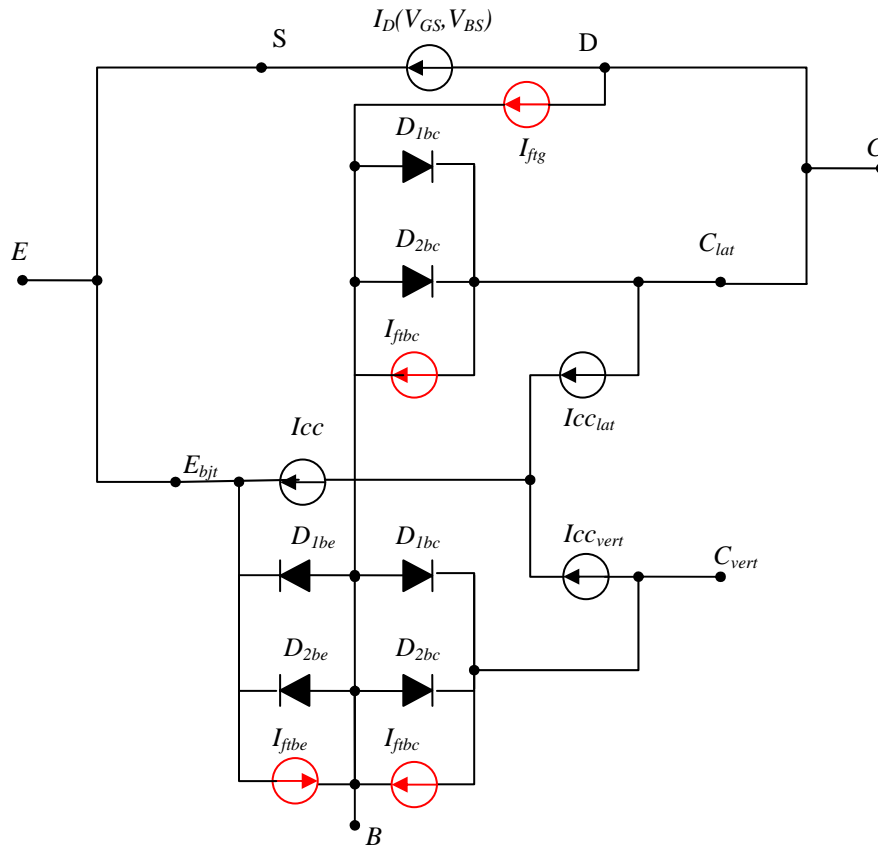 I_D(V_GS,V_BS)
S
D
D_1bc
I_ftg
C
D_2bc
E
C_lat
I_ftbc
Icc_lat
Icc
E_bjt
Icc_vert
D_1be
D_1bc
C_vert
D_2be
D_2bc
I_ftbe
I_ftbc
B